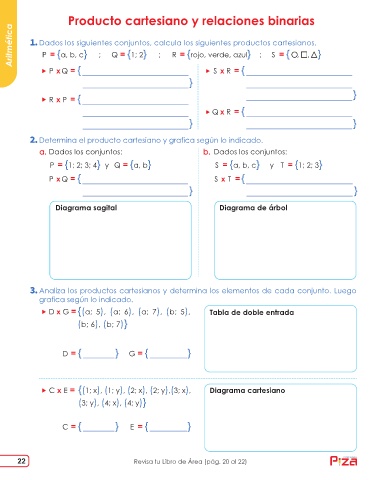 Producto cartesiano y relaciones binarias
Aritmética
1. Dados los siguientes conjuntos, calcula los siguientes productos cartesianos.
P = {a, b, c} ; Q = {1; 2} ; R = {rojo, verde, azul} ; S = {○, □, △}
▶ P x Q = {
}
▶ S x R = {
}
▶ R x P = {
}
▶ Q x R = {
}
2. Determina el producto cartesiano y grafica según lo indicado.
a. Dados los conjuntos:
P = {1; 2; 3; 4} y Q = {a, b}
P x Q = {
}
Diagrama sagital
b. Dados los conjuntos:
S = {a, b, c} y T = {1; 2; 3}
S x T = {
}
Diagrama de árbol
3. Analiza los productos cartesianos y determina los elementos de cada conjunto. Luego
grafica según lo indicado.
▶ D x G = {(a; 5), (a; 6), (a; 7), (b; 5),
(b; 6), (b; 7)}
D = { } G = { }
Tabla de doble entrada
▶ C x E = {(1; x), (1; y), (2; x), (2; y),(3; x),
(3; y), (4; x), (4; y)}
C = { } E = { }
Diagrama cartesiano
22
Revisa tu Libro de Área (pág. 20 al 22)